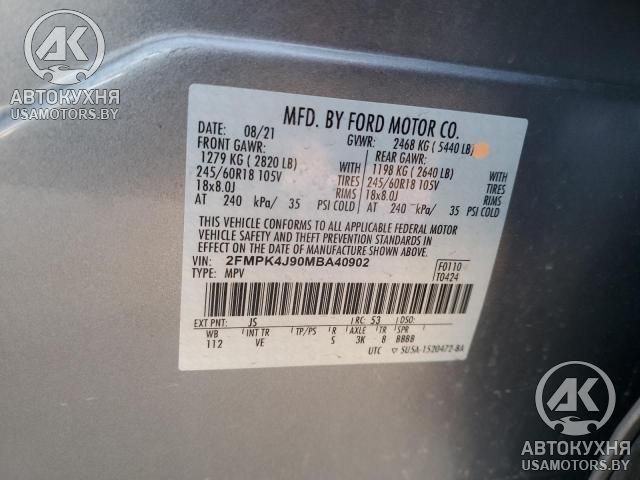 АК
АВТОКУХНЯ
USAMOTORS.BY
MFD. BY FORD MOTOR CO.
DATE: 08/21 GVWR: 2468 KG ( 5440 LB)
FRONT GAWR: REAR GAWR:
1279 KG ( 2820 LB) WITH 1198 KG ( 2640 LB) WITH
245/60R18 105V TIRES 245/60R18 105V TIRES
18x8.0J 18x8.0J
AT 240 kPa/ 35 PSI COLD AT 240 kPa/ 35 PSI COLD
THIS VEHICLE CONFORMS TO ALL APPLICABLE FEDERAL MOTOR
VEHICLE SAFETY AND THEFT PREVENTION STANDARDS IN
EFFECT ON THE DATE OF MANUFACTURE SHOWN ABOVE.
VIN: 2FMPK4J90MBA40902 F0110
TYPE: MPV T0424
EXT PNT: JS RC: 53 DSO:
WB INT TR TP/PS R AXLE TR SPR
112 VE S 3K 8 BBBB
UTC ▽ SU5A-1520472-BA
АК
АВТОКУХНЯ
USAMOTORS.BY